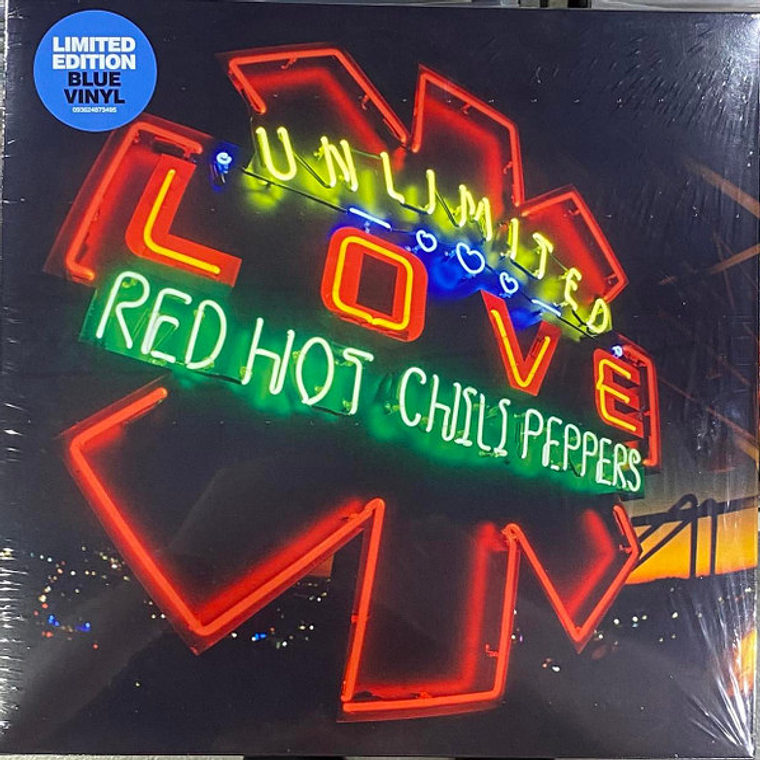 LIMITED
EDITION
BLUE
VINYL
093624873495
UNLIMITED
LOVE
RED HOT CHILI PEPPERS